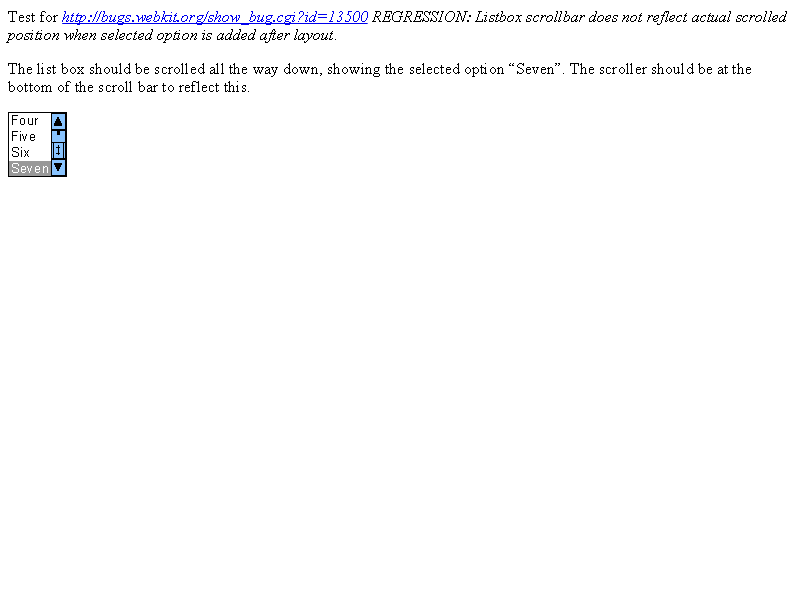 Test for http://bugs.webkit.org/show_bug.cgi?id=13500 REGRESSION: Listbox scrollbar does not reflect actual scrolled
position when selected option is added after layout.
The list box should be scrolled all the way down, showing the selected option “Seven”. The scroller should be at the
bottom of the scroll bar to reflect this.
Four
Five
Six
Seven